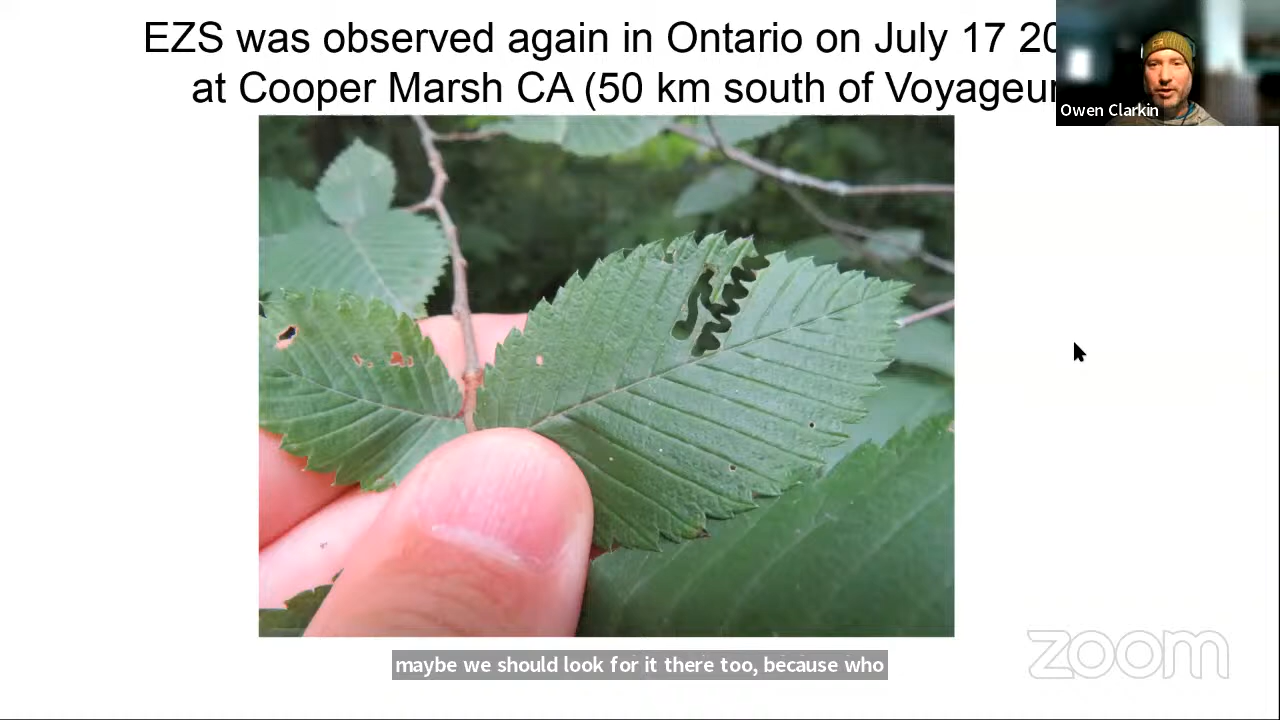 EZS was observed again in Ontario on July 17
at Cooper Marsh CA (50 km south of Voyageur
Owen Clarkin
maybe we should look for it there too, because who
zoom